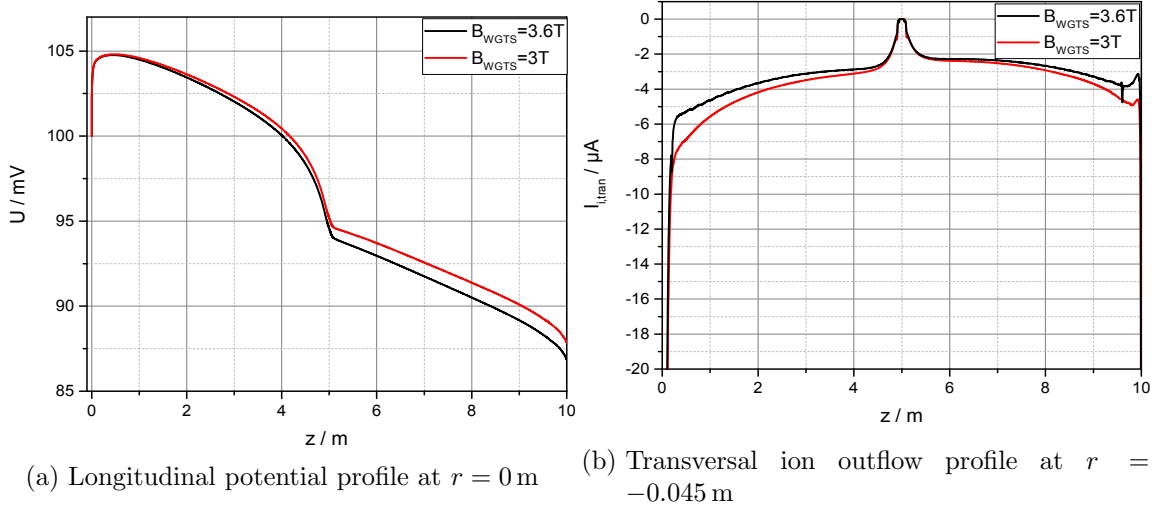 B_WGTS=3.6T
B_WGTS=3T
105
100
95
90
85
U / mV
0 2 4 6 8 10
z / m
(a) Longitudinal potential profile at r = 0 m
B_WGTS=3.6T
B_WGTS=3T
0
-2
-4
-6
-8
-10
-12
-14
-16
-18
-20
I_i,tran / µA
0 2 4 6 8 10
z / m
(b) Transversal ion outflow profile at r =
−0.045 m